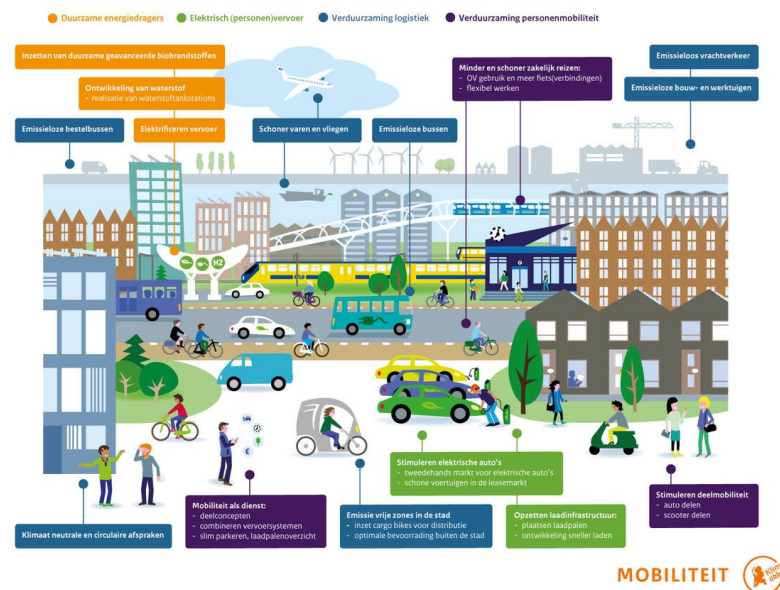 Duurzame energiedragers
Elektrisch (personen)vervoer
Verduurzaming logistiek
Verduurzaming personenmobiliteit
Inzetten van duurzame geavanceerde biobrandstoffen
Ontwikkeling van waterstof
- realisatie van waterstoftankstations
Emissieloze bestelbussen
Elektrificeren vervoer
Schoner varen en vliegen
Emissieloze bussen
Minder en schoner zakelijk reizen:
- OV gebruik en meer fiets(verbindingen)
- flexibel werken
Emissieloos vrachtverkeer
Emissieloze bouw- en werktuigen
H2
Klimaat neutrale en circulaire afspraken
€
Mobiliteit als dienst:
- deelconcepten
- combineren vervoersystemen
- slim parkeren, laadpalenoverzicht
Emissie vrije zones in de stad
- inzet cargo bikes voor distributie
- optimale bevoorrading buiten de stad
Stimuleren elektrische auto's
- tweedehands markt voor elektrische auto's
- schone voertuigen in de leasemarkt
Opzetten laadinfrastructuur:
- plaatsen laadpalen
- ontwikkeling sneller laden
Stimuleren deelmobiliteit
- auto delen
- scooter delen
MOBILITEIT